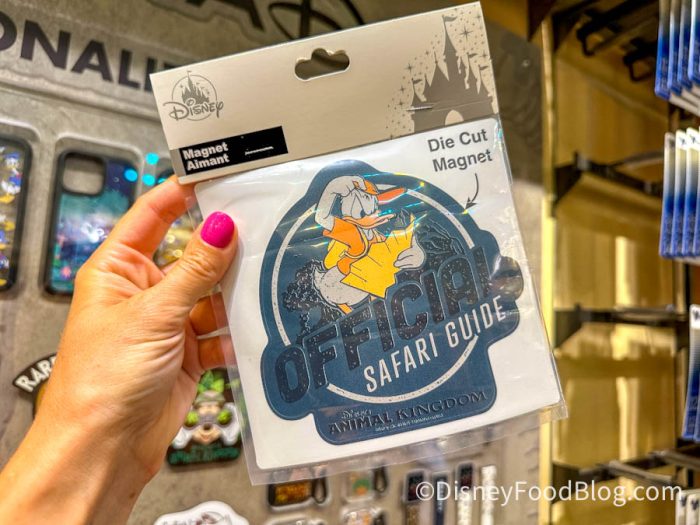 ONALI
Disney
Magnet
Aimant
Die Cut
Magnet
OFFICIAL
SAFARI GUIDE
DISNEY'S
ANIMAL KINGDOM
©DisneyFoodBlog.com